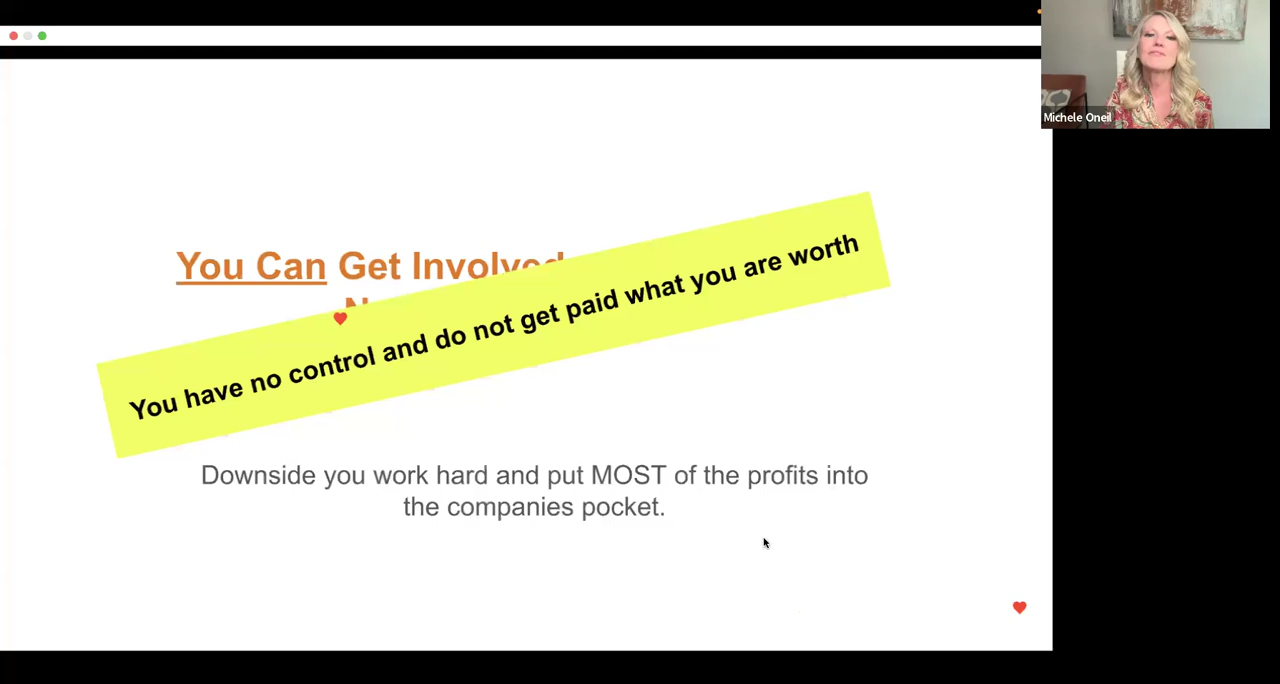 Michele Oneil
You Can Get Involved
You have no control and do not get paid what you are worth
Downside you work hard and put MOST of the profits into
the companies pocket.